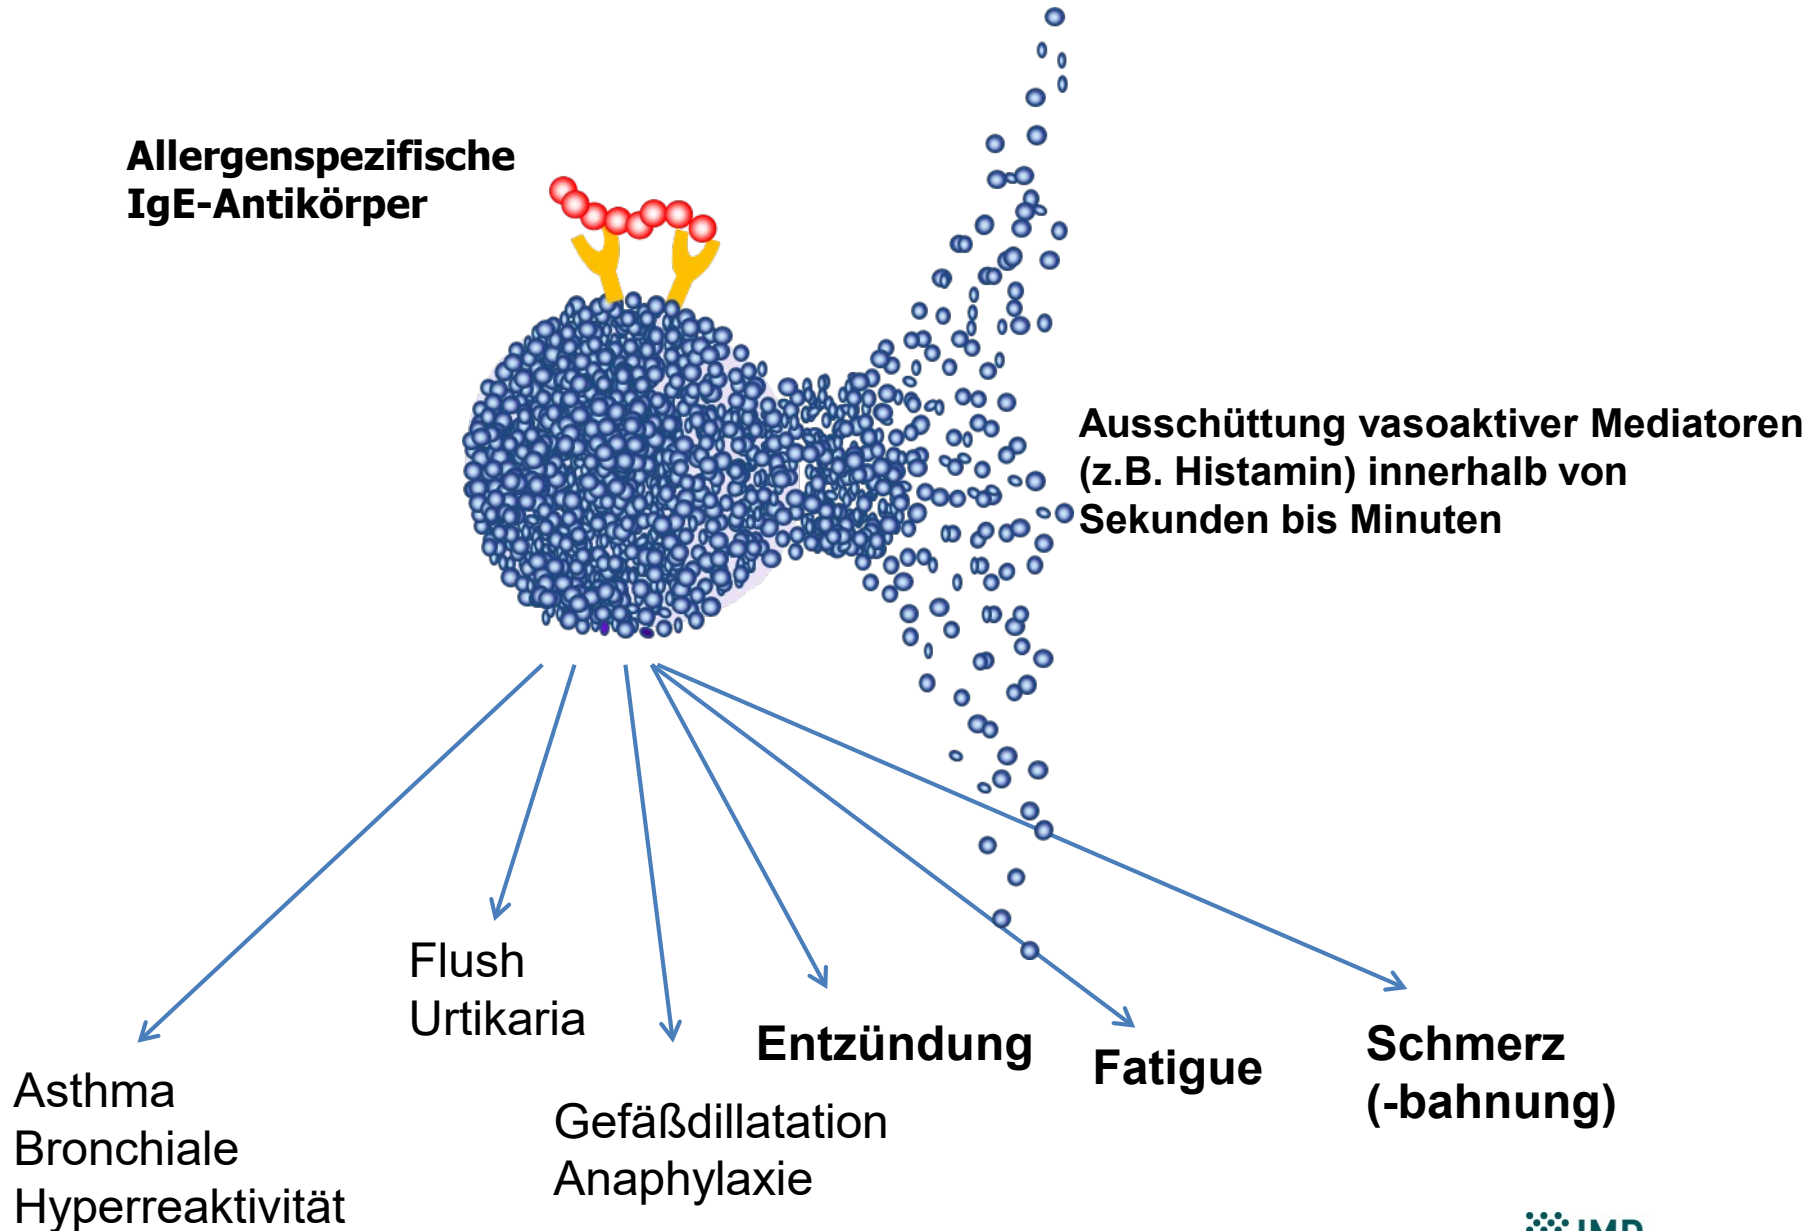 Allergenspezifische
IgE-Antikörper
Ausschüttung vasoaktiver Mediatoren
(z.B. Histamin) innerhalb von
Sekunden bis Minuten
Flush
Urtikaria
Entzündung
Fatigue
Schmerz
(-bahnung)
Asthma
Bronchiale
Hyperreaktivität
Gefäßdillatation
Anaphylaxie
IMD